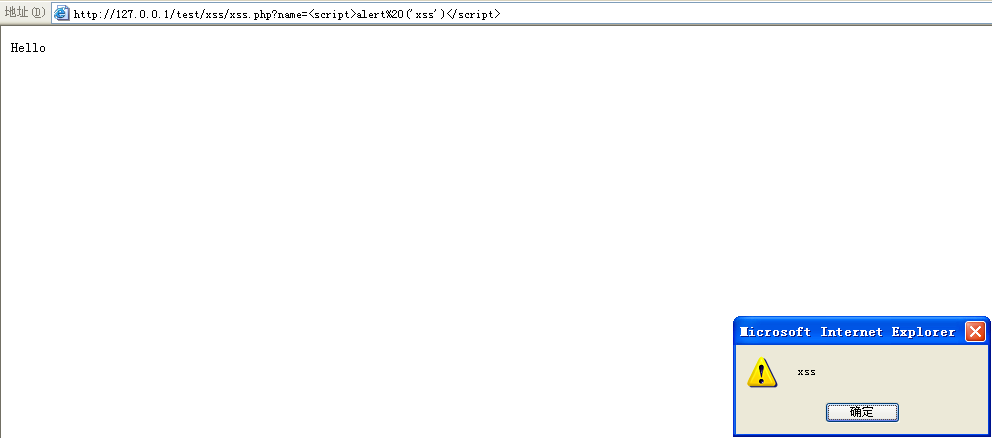 地址(D) http://127.0.0.1/test/xss/xss.php?name=<script>alert%20('xss')</script>
Hello
Microsoft Internet Explorer
xss
确定